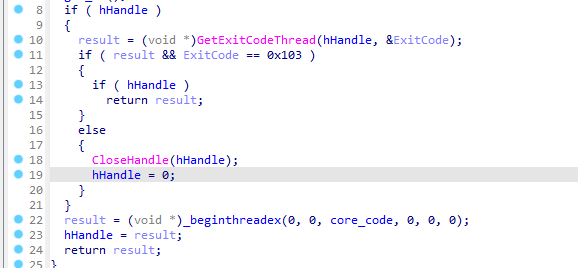 8 if ( hHandle )
9 {
10 result = (void *)GetExitCodeThread(hHandle, &ExitCode);
11 if ( result && ExitCode == 0x103 )
12 {
13 if ( hHandle )
14 return result;
15 }
16 else
17 {
18 CloseHandle(hHandle);
19 hHandle = 0;
20 }
21 }
22 result = (void *)_beginthreadex(0, 0, core_code, 0, 0, 0);
23 hHandle = result;
24 return result;
25 }